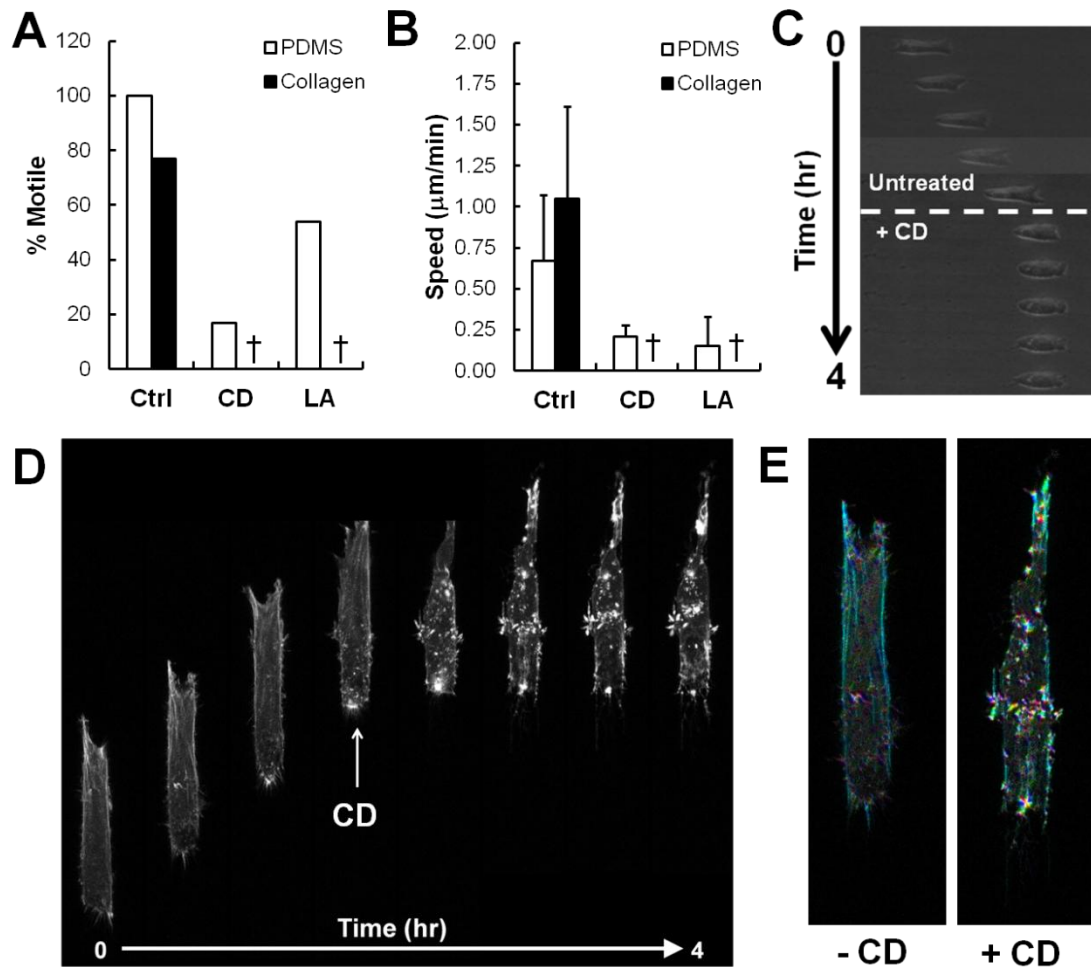 A
120
100
80
60
40
20
0
% Motile
PDMS
Collagen
†
†
Ctrl
CD
LA
B
2.00
1.75
1.50
1.25
1.00
0.75
0.50
0.25
0.00
Speed (μm/min)
PDMS
Collagen
†
†
Ctrl
CD
LA
C
0
Time (hr)
4
Untreated
+ CD
D
CD
Time (hr)
0
4
E
- CD
+ CD